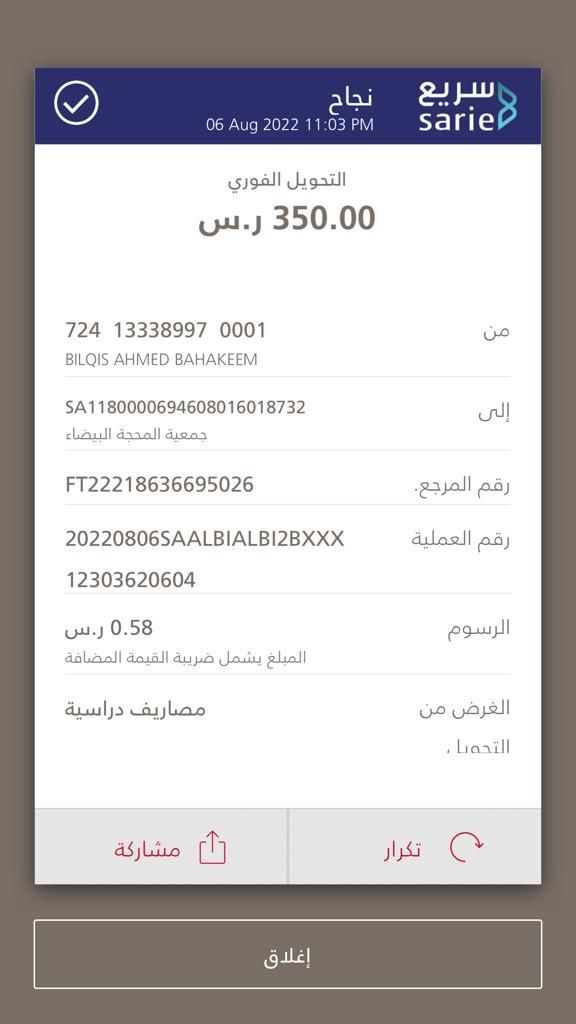 سريع
sarie
نجاح
06 Aug 2022 11:03 PM
التحويل الفوري
350.00 ر.س
من
724 13338997 0001
BILQIS AHMED BAHAKEEM
إلى
SA1180000694608016018732
جمعية المحجة البيضاء
رقم المرجع.
FT22218636695026
رقم العملية
20220806SAALBIALBI2BXXX
12303620604
الرسوم
0.58 ر.س
المبلغ يشمل ضريبة القيمة المضافة
الغرض من
التحويل
مصاريف دراسية
تكرار
مشاركة
إغلاق